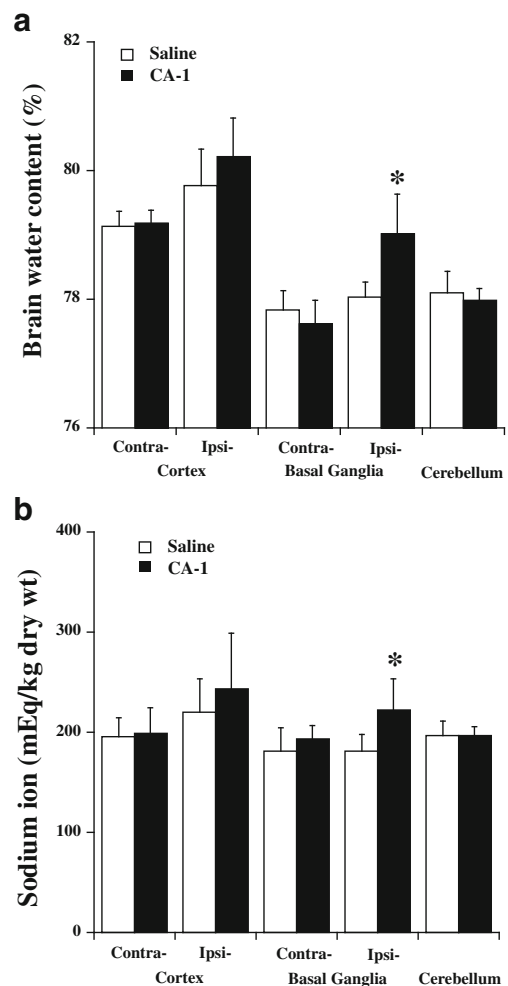 a
Brain water content (%)
82
80
78
76
Saline
CA-1
*
Contra- Ipsi- Contra- Ipsi-
Cortex Basal Ganglia Cerebellum
b
Sodium ion (mEq/kg dry wt)
400
300
200
100
0
Saline
CA-1
*
Contra- Ipsi- Contra- Ipsi-
Cortex Basal Ganglia Cerebellum